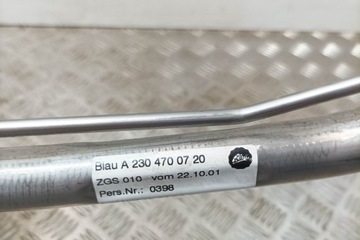 Blau A 230 470 07 20
ZGS 010 vom 22.10.01
Pers.Nr.: 0398